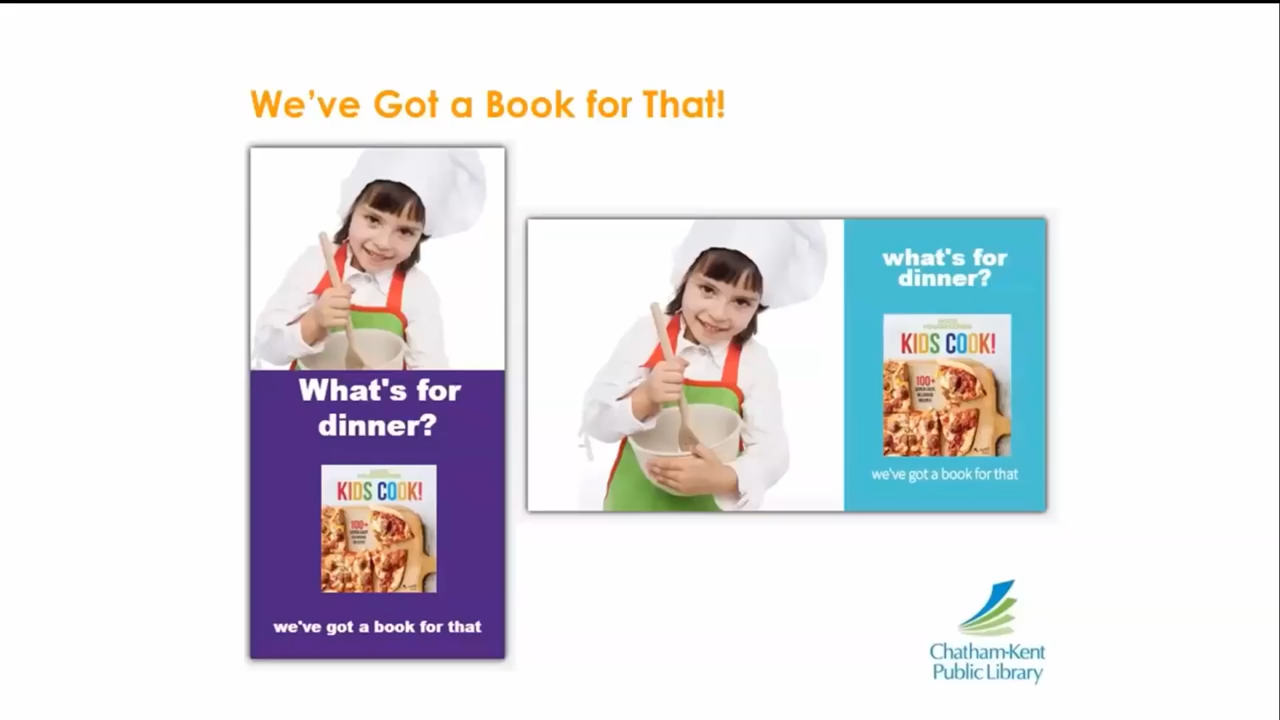 We've Got a Book for That!
What's for
dinner?
KIDS COOK!
100+
we've got a book for that
what's for
dinner?
KIDS COOK!
100+
we've got a book for that
Chatham-Kent
Public Library